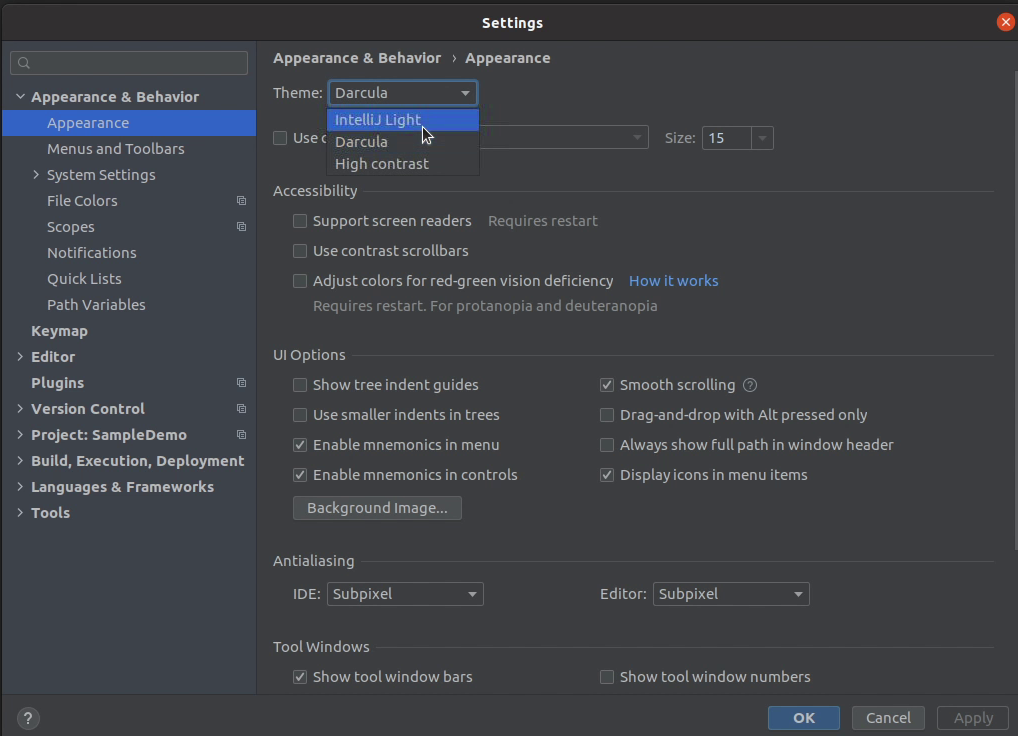 Settings
Appearance & Behavior › Appearance
Theme: Darcula
IntelliJ Light
Darcula
High contrast
Use
Size: 15
Appearance & Behavior
Appearance
Menus and Toolbars
System Settings
File Colors
Scopes
Notifications
Quick Lists
Path Variables
Keymap
Editor
Plugins
Version Control
Project: SampleDemo
Build, Execution, Deployment
Languages & Frameworks
Tools
Accessibility
Support screen readers Requires restart
Use contrast scrollbars
Adjust colors for red-green vision deficiency How it works
Requires restart. For protanopia and deuteranopia
UI Options
Show tree indent guides Smooth scrolling ?
Use smaller indents in trees Drag-and-drop with Alt pressed only
Enable mnemonics in menu Always show full path in window header
Enable mnemonics in controls Display icons in menu items
Background Image...
Antialiasing
IDE: Subpixel Editor: Subpixel
Tool Windows
Show tool window bars Show tool window numbers
? OK Cancel Apply